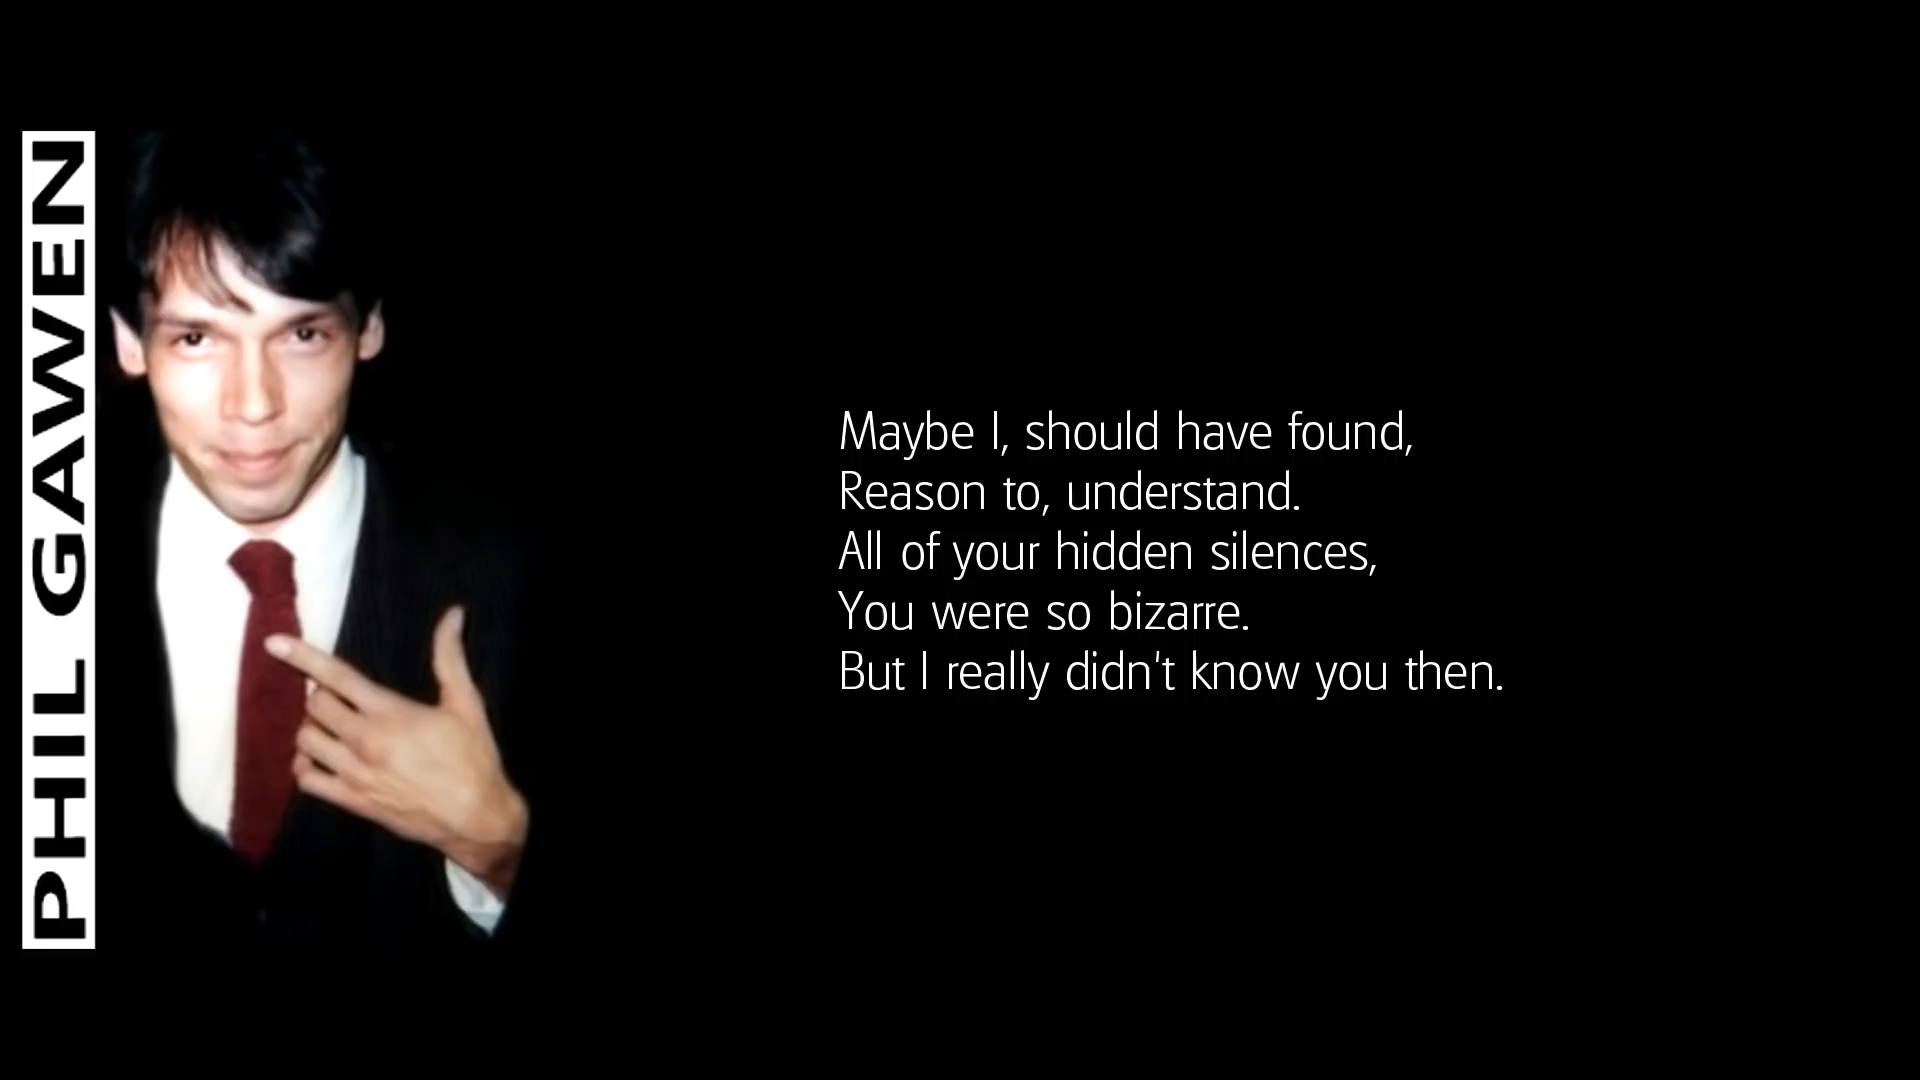 PHIL GAWEN
Maybe I, should have found,
Reason to, understand.
All of your hidden silences,
You were so bizarre.
But I really didn't know you then.